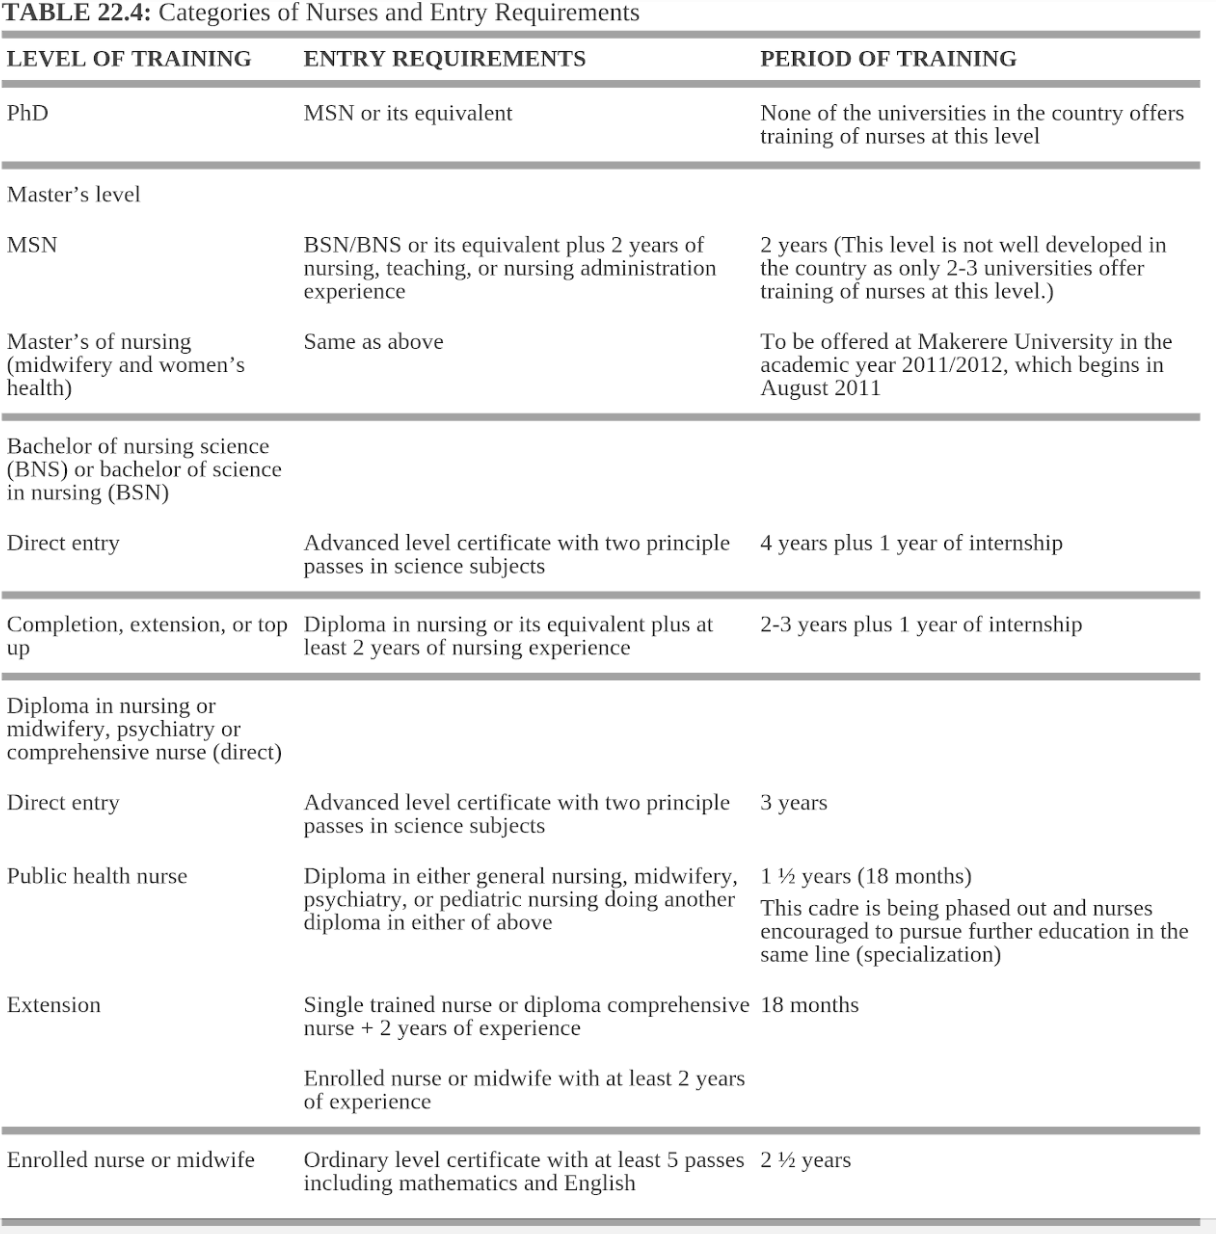 TABLE 22.4: Categories of Nurses and Entry Requirements
LEVEL OF TRAINING ENTRY REQUIREMENTS PERIOD OF TRAINING
PhD MSN or its equivalent None of the universities in the country offers
training of nurses at this level
Master’s level
MSN BSN/BNS or its equivalent plus 2 years of 2 years (This level is not well developed in
nursing, teaching, or nursing administration the country as only 2-3 universities offer
experience training of nurses at this level.)
Master’s of nursing Same as above To be offered at Makerere University in the
(midwifery and women’s academic year 2011/2012, which begins in
health) August 2011
Bachelor of nursing science
(BNS) or bachelor of science
in nursing (BSN)
Direct entry Advanced level certificate with two principle 4 years plus 1 year of internship
passes in science subjects
Completion, extension, or top Diploma in nursing or its equivalent plus at 2-3 years plus 1 year of internship
up least 2 years of nursing experience
Diploma in nursing or
midwifery, psychiatry or
comprehensive nurse (direct)
Direct entry Advanced level certificate with two principle 3 years
passes in science subjects
Public health nurse Diploma in either general nursing, midwifery, 1 ½ years (18 months)
psychiatry, or pediatric nursing doing another This cadre is being phased out and nurses
diploma in either of above encouraged to pursue further education in the
same line (specialization)
Extension Single trained nurse or diploma comprehensive 18 months
nurse + 2 years of experience
Enrolled nurse or midwife with at least 2 years
of experience
Enrolled nurse or midwife Ordinary level certificate with at least 5 passes 2 ½ years
including mathematics and English